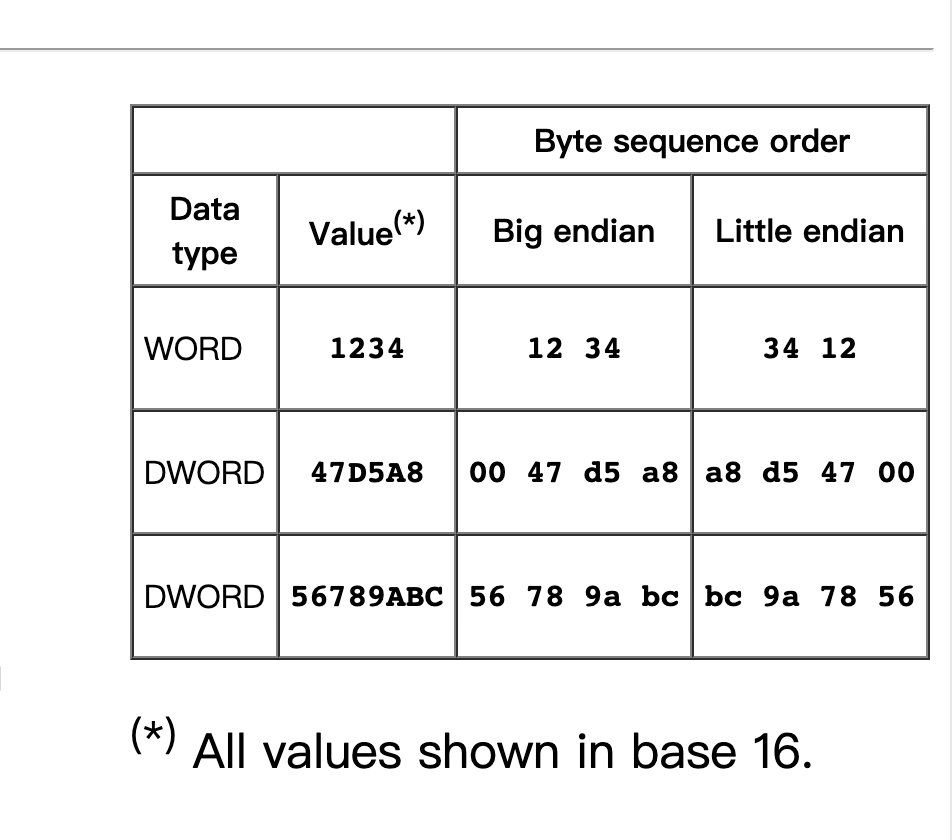 Byte sequence order
Data
type
Value(*)
Big endian
Little endian
WORD
1234
12 34
34 12
DWORD
47D5A8
00 47 d5 a8
a8 d5 47 00
DWORD
56789ABC
56 78 9a bc
bc 9a 78 56
(*) All values shown in base 16.